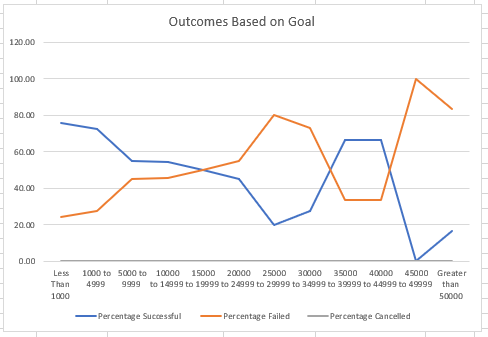 Outcomes Based on Goal
120.00
100.00
80.00
60.00
40.00
20.00
0.00
Less 1000 to 5000 to 10000 15000 20000 25000 30000 35000 40000 45000 Greater
Than 4999 9999 to 14999 to 19999 to 24999 to 29999 to 34999 to 39999 to 44999 to 49999 than
1000 50000
Percentage Successful Percentage Failed Percentage Cancelled